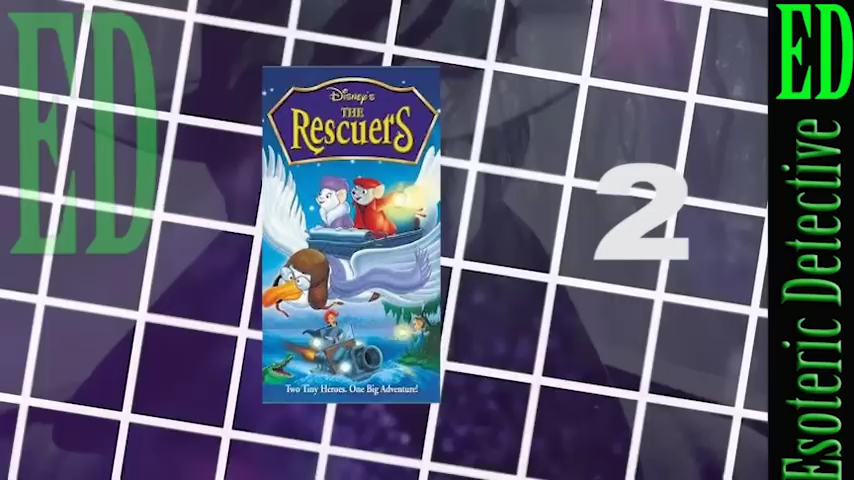 ED
Disney's
THE
RescuerS
Two Tiny Heroes. One Big Adventure!
2
ED
Esoteric Detective